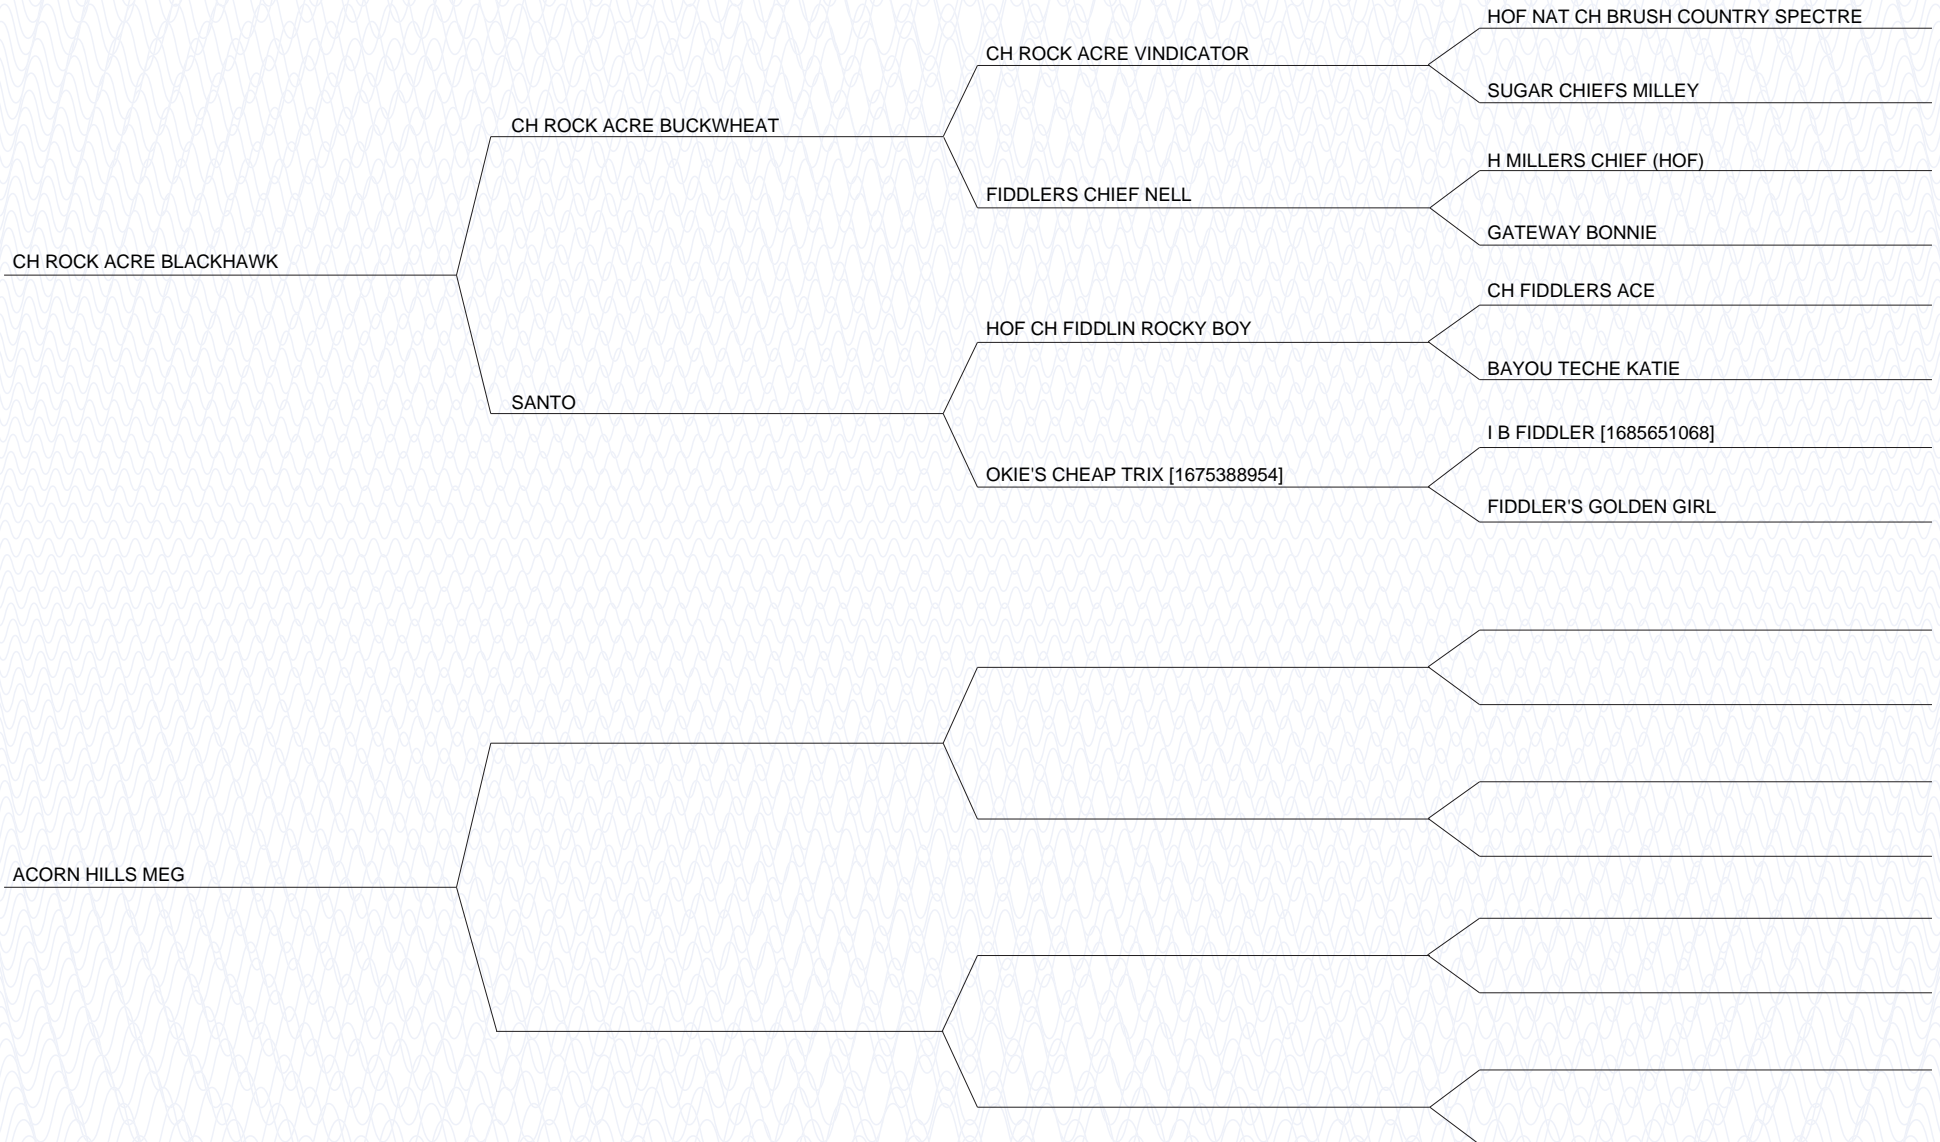 HOF NAT CH BRUSH COUNTRY SPECTRE
CH ROCK ACRE VINDICATOR
SUGAR CHIEFS MILLEY
CH ROCK ACRE BUCKWHEAT
H MILLERS CHIEF (HOF)
FIDDLERS CHIEF NELL
GATEWAY BONNIE
CH ROCK ACRE BLACKHAWK
CH FIDDLERS ACE
HOF CH FIDDLIN ROCKY BOY
BAYOU TECHE KATIE
SANTO
I B FIDDLER [1685651068]
OKIE'S CHEAP TRIX [1675388954]
FIDDLER'S GOLDEN GIRL
ACORN HILLS MEG